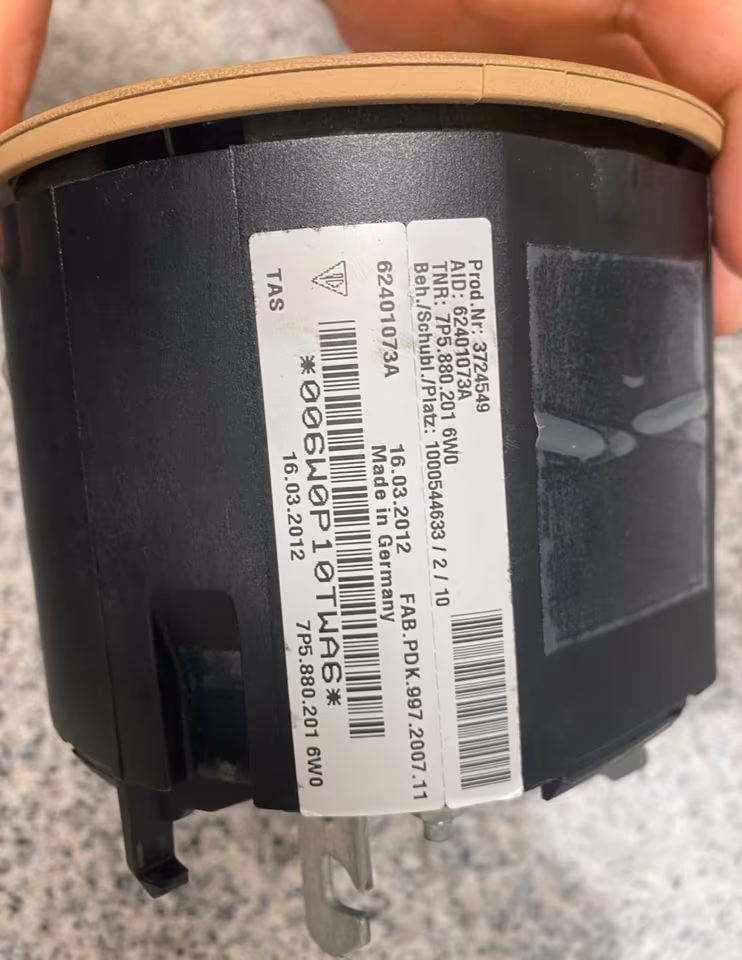 Prod.Nr: 3724549
AID: 62401073A
TNR: 7P5.880.201 6W0
Beh./Schubl./Platz: 1000544633 / 2 / 10
62401073A
16.03.2012
FAB.PDK.997.2007.11
Made in Germany
*006W0P10TWA6*
TAS
16.03.2012
7P5.880.201 6W0